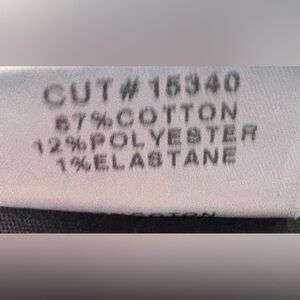 CUT#15340
87%COTTON
12%POLYESTER
1%ELASTANE